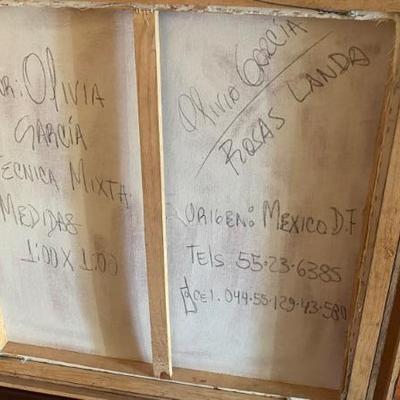 OLIVIA
GARCÍA
TECNICA MIXTA
MEDIDAS
1:00 X 1:00
OLIVIA GARCÍA
ROSAS LANDA
ORIGEN: MEXICO D.F
Tels 55-23-6385
CEl. 044-55-129-43-580